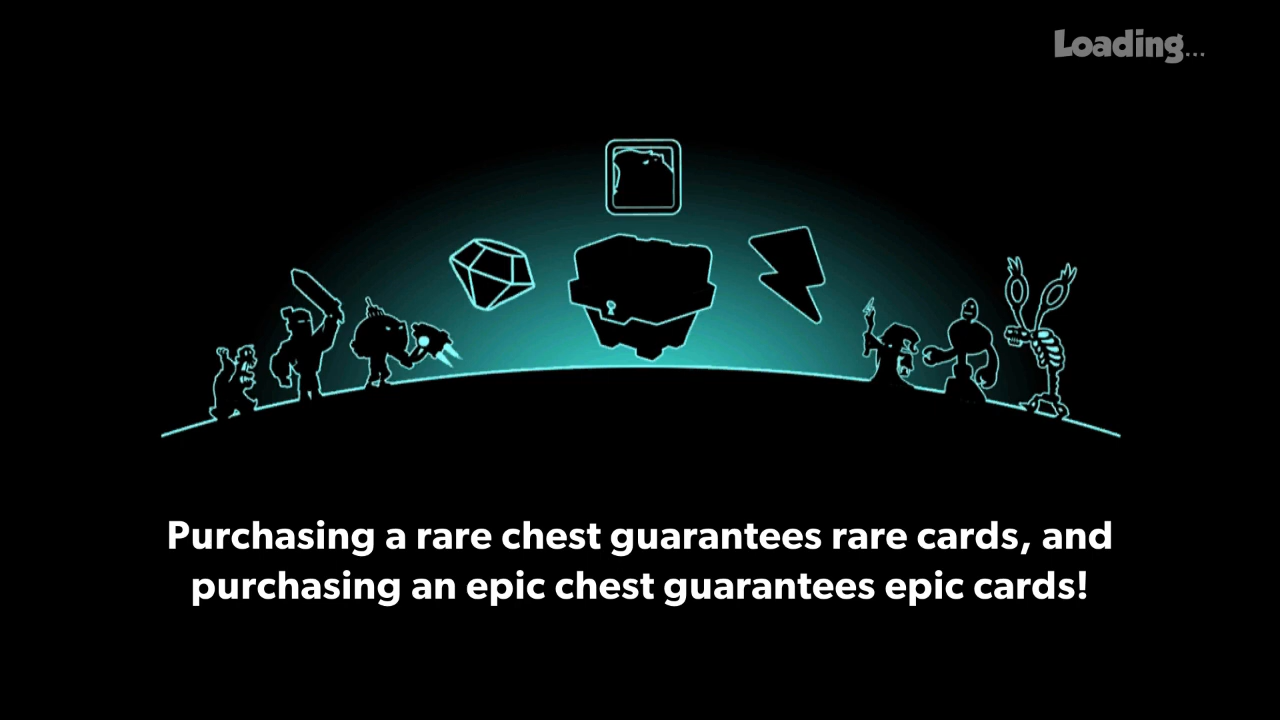 Loading...
Purchasing a rare chest guarantees rare cards, and
purchasing an epic chest guarantees epic cards!